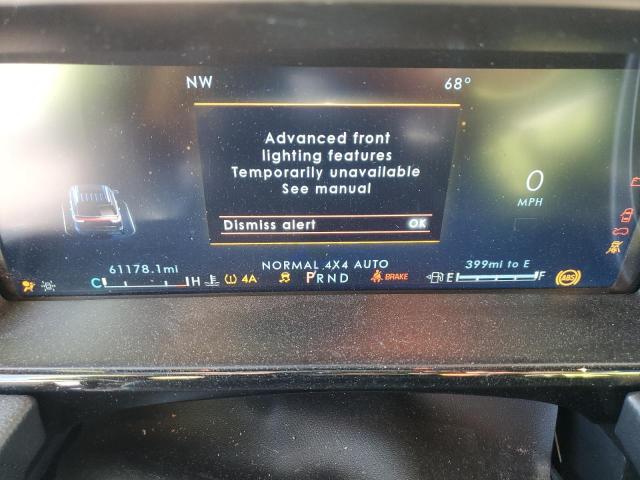 NW
68°
Advanced front
lighting features
Temporarily unavailable
See manual
Dismiss alert OK
0
MPH
61178.1mi
NORMAL 4X4 AUTO
399mi to E
C H 4A PRND BRAKE E F ABS